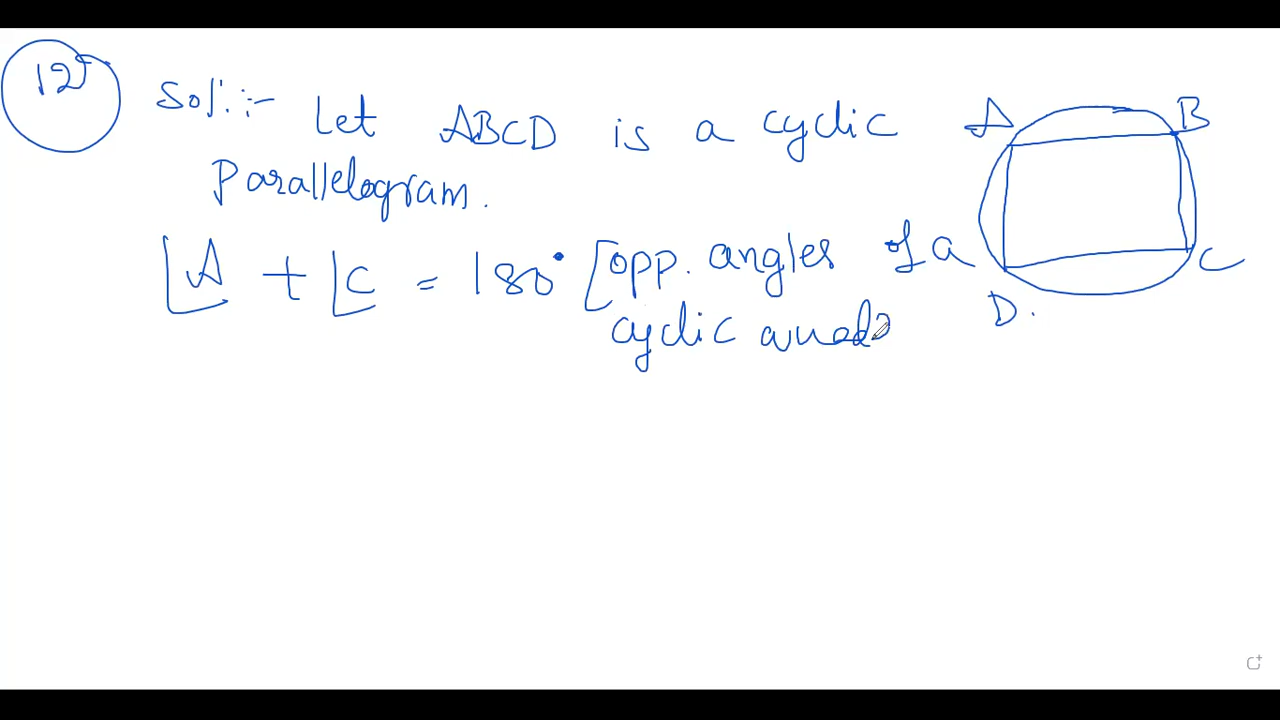 12
Sol. :- Let ABCD is a cyclic
Parallelogram.
∠A + ∠C = 180° [opp. angles of a
cyclic quad
A
B
C
D.